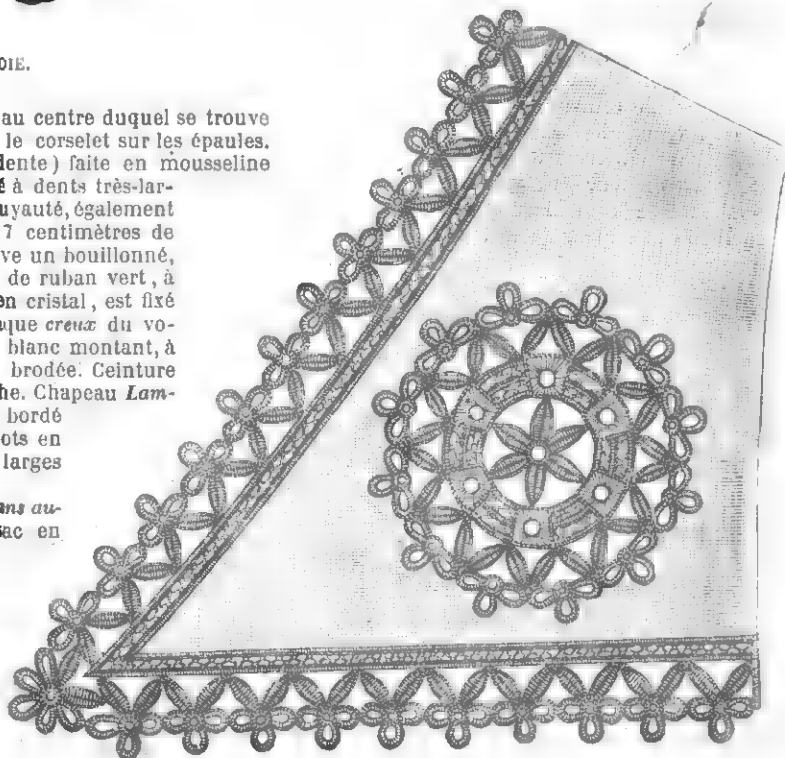 OIE.
au centre duquel se trouve
le corselet sur les épaules.
dente) faite en mousseline
é à dents très-lar-
uyauté, également
7 centimètres de
ve un bouillonné,
de ruban vert, à
en cristal, est fixé
que creux du vo-
blanc montant, à
brodée. Ceinture
he. Chapeau Lam-
bordé
ots en
larges
ans au-
sac en